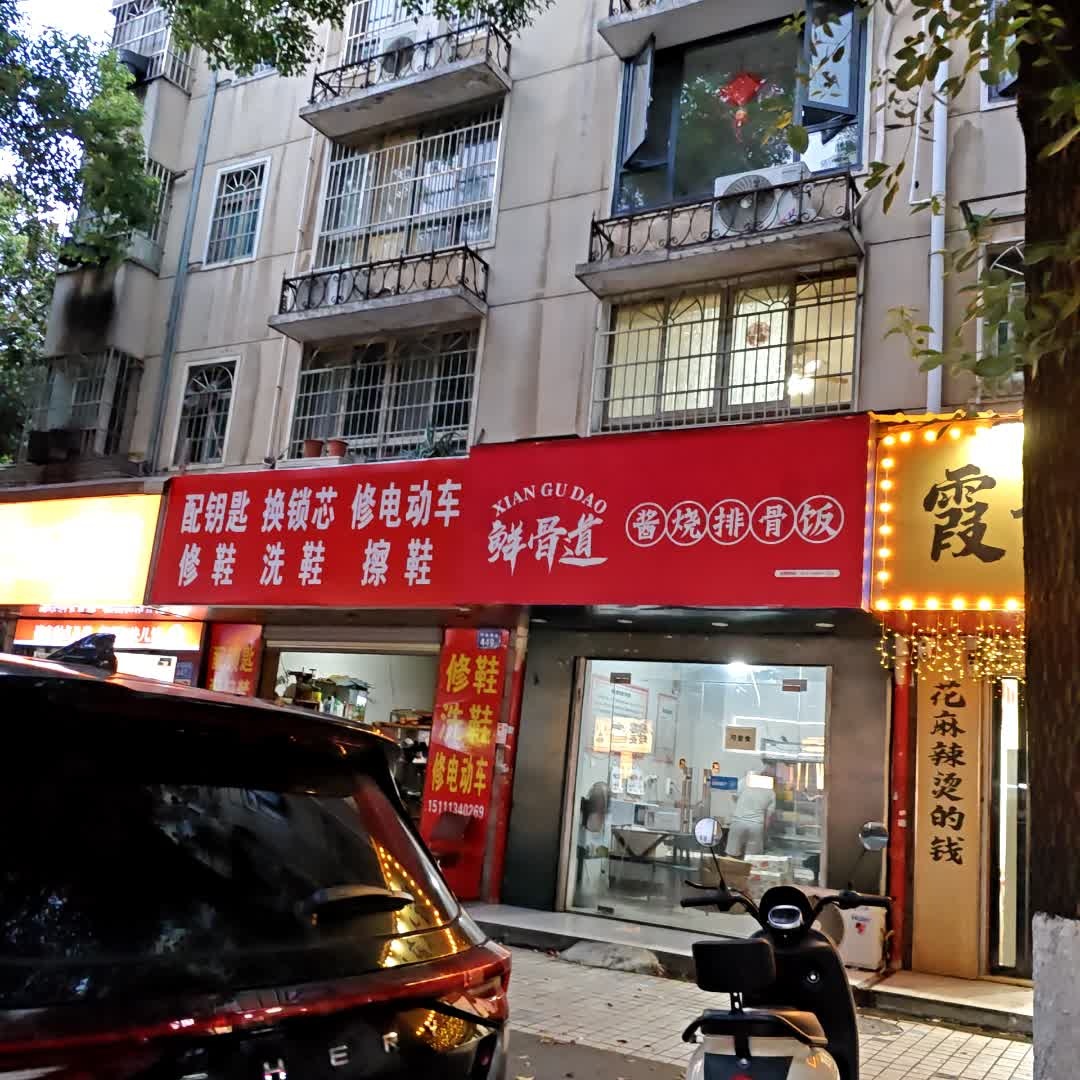 配钥匙 换锁芯 修电动车
修鞋 洗鞋 擦鞋
XIAN GU DAO
鲜骨道
酱烧排骨饭
霞
449
修鞋
洗鞋
修电动车
15111340269
花麻辣烫的钱
HER